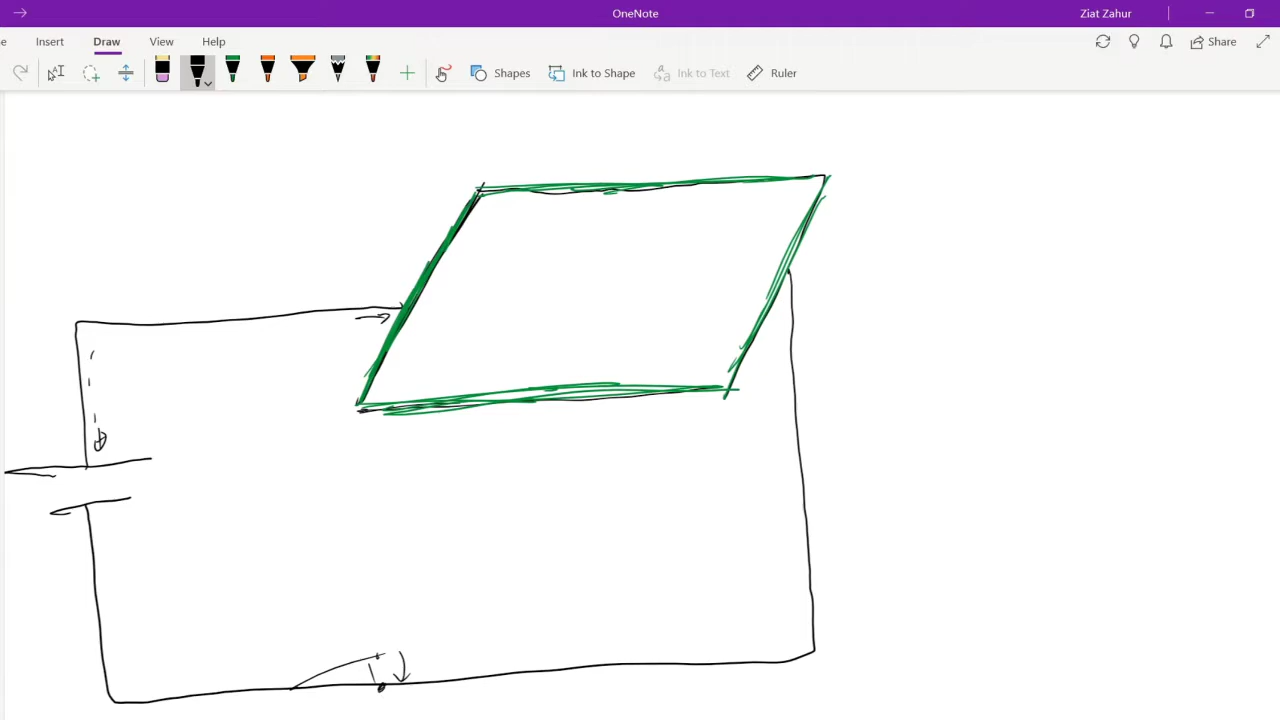 OneNote
Ziat Zahur
e Insert Draw View Help
Share
Shapes Ink to Shape Ink to Text Ruler